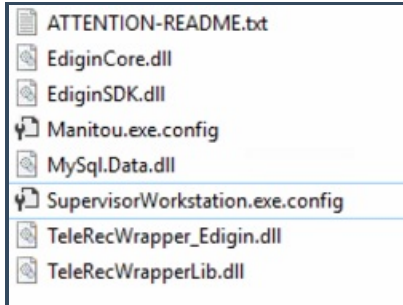 ATTENTION-README.txt
EdiginCore.dll
EdiginSDK.dll
Manitou.exe.config
MySql.Data.dll
SupervisorWorkstation.exe.config
TeleRecWrapper_Edigin.dll
TeleRecWrapperLib.dll